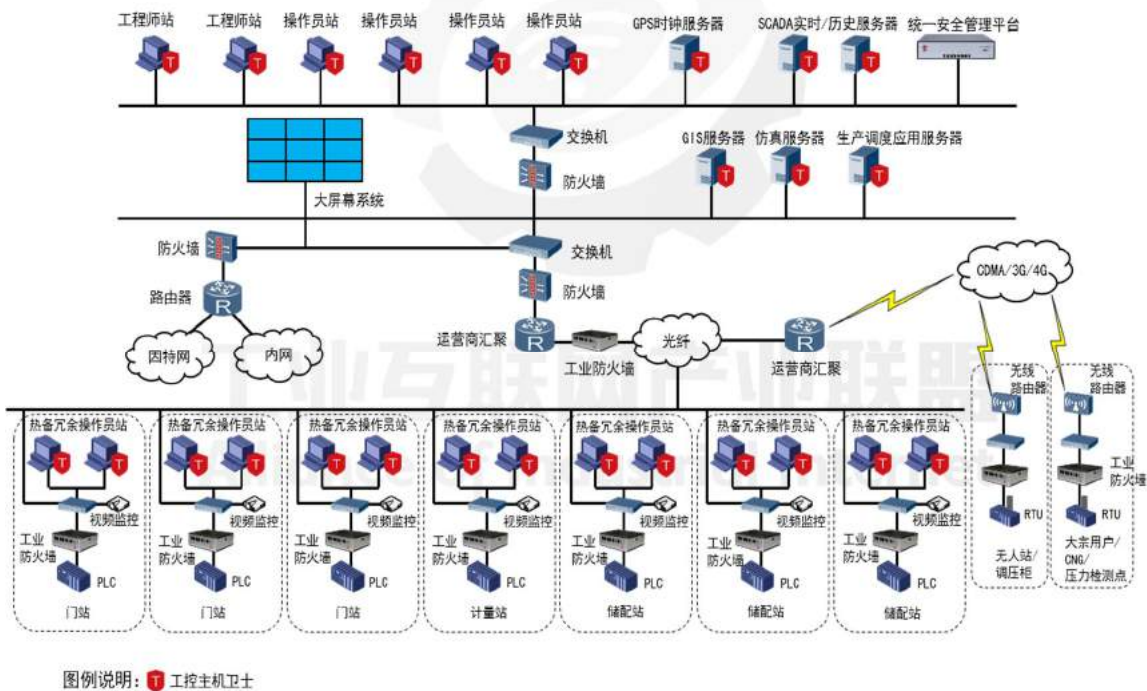 工程师站 工程师站 操作员站 操作员站 操作员站 操作员站 GPS时钟服务器 SCADA实时/历史服务器 统一安全管理平台
T T T T T T T T T
交换机 GIS服务器 仿真服务器 生产调度应用服务器
T T T
防火墙
大屏幕系统
防火墙 交换机
CDMA/3G/4G
路由器 防火墙
R
因特网 内网
运营商汇聚 R 工业防火墙 光纤 R 运营商汇聚
无线
路由器
无线
路由器
工业互联网产业联盟
Alliance of Industrial Internet
热备冗余操作员站 热备冗余操作员站 热备冗余操作员站 热备冗余操作员站 热备冗余操作员站 热备冗余操作员站 热备冗余操作员站
T T T T T T T T T T T T T T
视频监控 视频监控 视频监控 视频监控 视频监控 视频监控 视频监控
工业
防火墙
工业
防火墙
工业
防火墙
工业
防火墙
工业
防火墙
工业
防火墙
工业
防火墙
工业
防火墙
PLC PLC PLC PLC PLC PLC PLC
RTU RTU
门站 门站 门站 计量站 储配站 储配站 储配站
无人站/
调压柜
大宗用户/
CNG/
压力检测点
图例说明： T 工控主机卫士